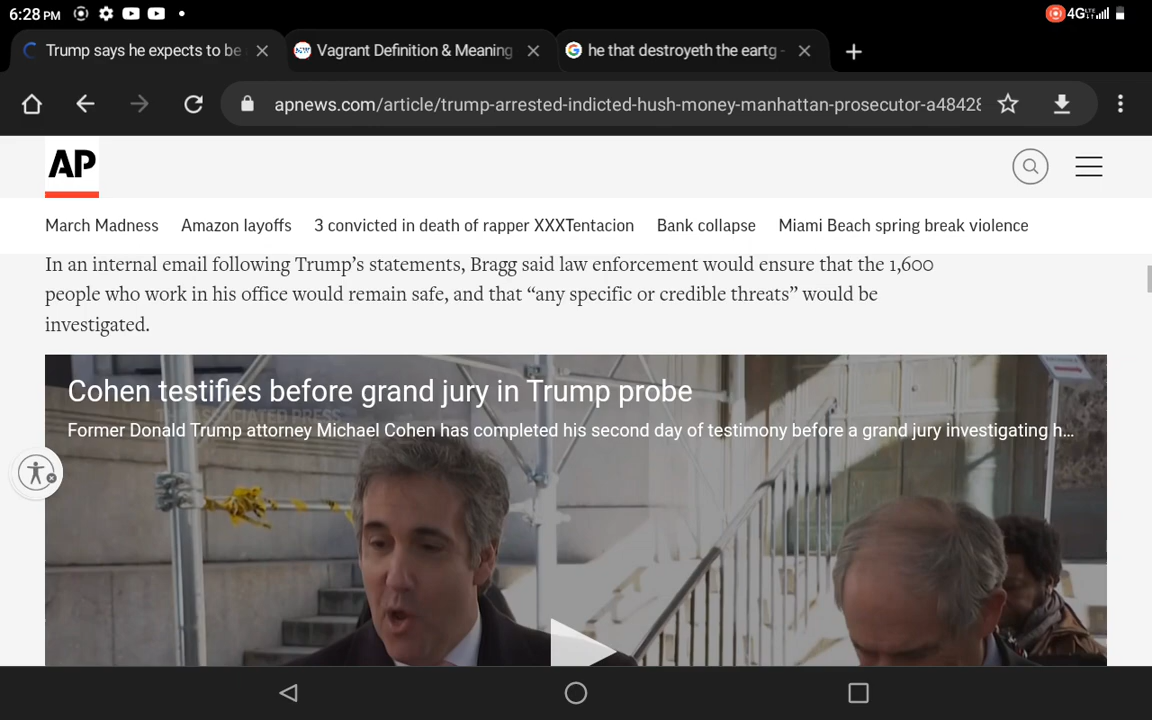 6:28 PM
4G LTE
Trump says he expects to be
Vagrant Definition & Meaning
he that destroyeth the eartg -
apnews.com/article/trump-arrested-indicted-hush-money-manhattan-prosecutor-a48428
AP
March Madness Amazon layoffs 3 convicted in death of rapper XXXTentacion Bank collapse Miami Beach spring break violence
In an internal email following Trump’s statements, Bragg said law enforcement would ensure that the 1,600
people who work in his office would remain safe, and that “any specific or credible threats” would be
investigated.
Cohen testifies before grand jury in Trump probe
ASSOCIATED PRESS
Former Donald Trump attorney Michael Cohen has completed his second day of testimony before a grand jury investigating h...